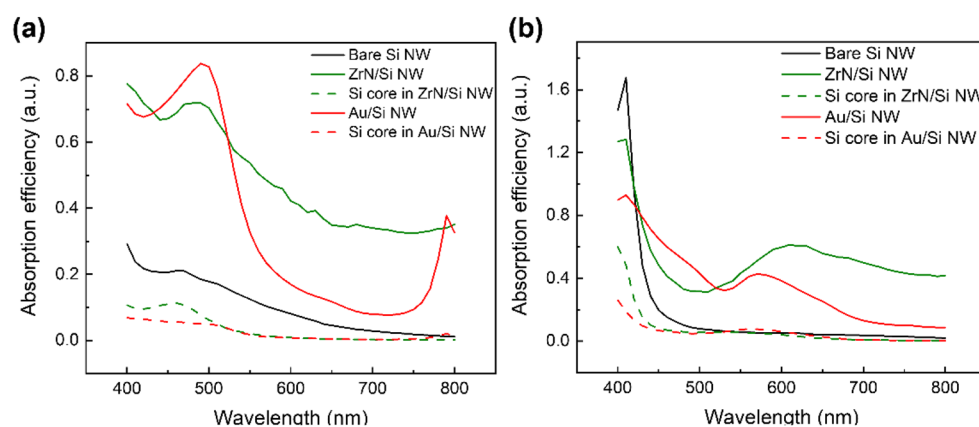 (a)
Absorption efficiency (a.u.)
0.8
0.6
0.4
0.2
0.0
Bare Si NW
ZrN/Si NW
Si core in ZrN/Si NW
Au/Si NW
Si core in Au/Si NW
400 500 600 700 800
Wavelength (nm)
(b)
Absorption efficiency (a.u.)
1.6
1.2
0.8
0.4
0.0
Bare Si NW
ZrN/Si NW
Si core in ZrN/Si NW
Au/Si NW
Si core in Au/Si NW
400 500 600 700 800
Wavelength (nm)